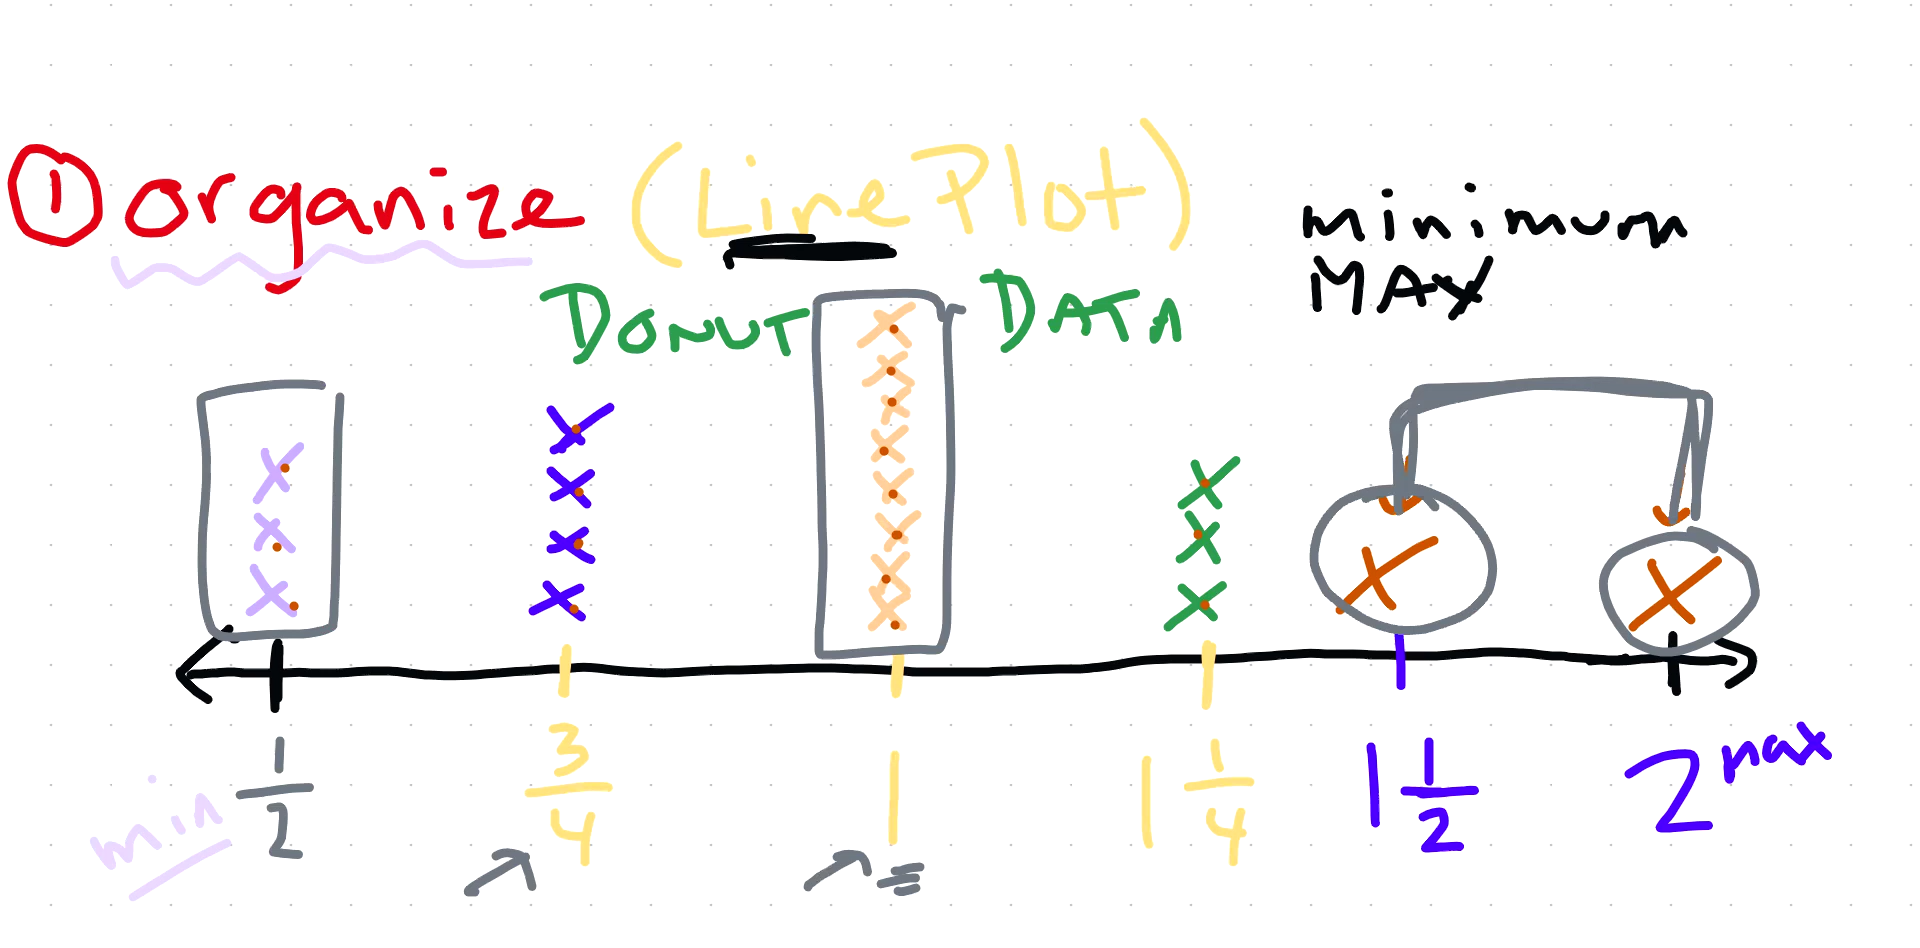 ① organize (Line Plot)
minimum
MAX
DONUT DATA
min 1/2 3/4 1 1 1/4 1 1/2 2 max